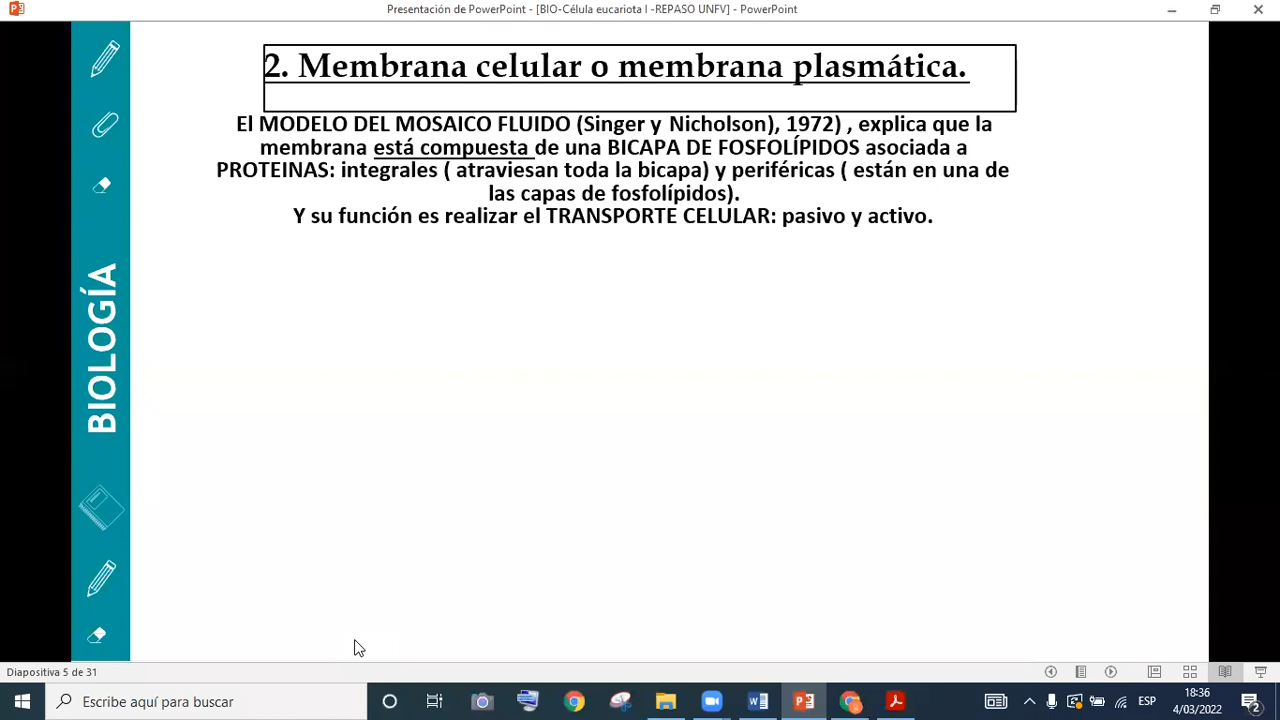 Presentación de PowerPoint - [BIO-Célula eucariota I -REPASO UNFV] - PowerPoint
2. Membrana celular o membrana plasmática.
El MODELO DEL MOSAICO FLUIDO (Singer y Nicholson), 1972) , explica que la
membrana está compuesta de una BICAPA DE FOSFOLÍPIDOS asociada a
PROTEINAS: integrales ( atraviesan toda la bicapa) y periféricas ( están en una de
las capas de fosfolípidos).
Y su función es realizar el TRANSPORTE CELULAR: pasivo y activo.
BIOLOGÍA
Diapositiva 5 de 31
Escribe aquí para buscar
ESP
18:36
4/03/2022
2